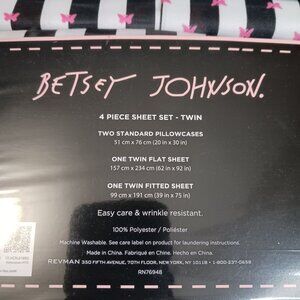 BETSEY JOHNSON.
4 PIECE SHEET SET - TWIN
TWO STANDARD PILLOWCASES
51 cm x 76 cm (20 in x 30 in)
ONE TWIN FLAT SHEET
157 cm x 234 cm (62 in x 92 in)
ONE TWIN FITTED SHEET
99 cm x 191 cm (39 in x 75 in)
Easy care & wrinkle resistant.
100% Polyester / Poliéster
Machine Washable. See care label on product for laundering instructions.
Made in China. Fabriqué en Chine. Hecho en China.
REVMAN 350 FIFTH AVENUE, 70TH FLOOR, NEW YORK, NY 10118 • 1-800-237-0658
RN76948